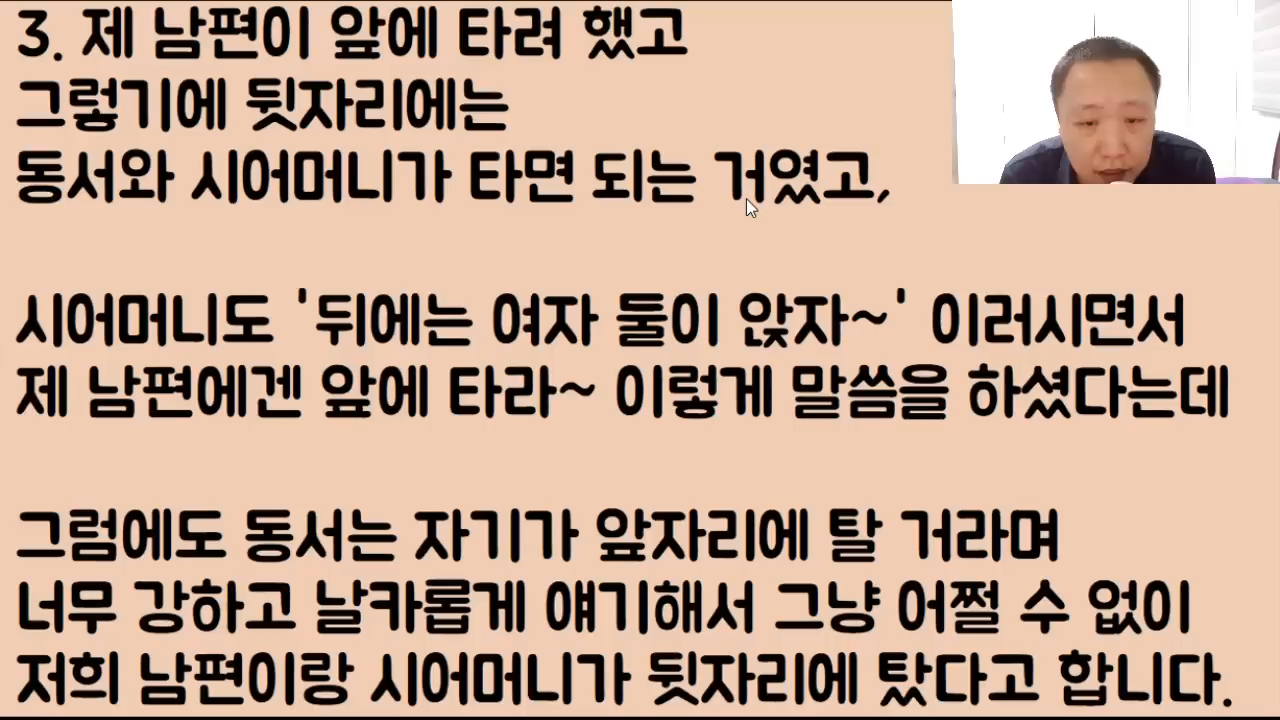 3. 제 남편이 앞에 타려 했고
그렇기에 뒷자리에는
동서와 시어머니가 타면 되는 거였고,
시어머니도 '뒤에는 여자 둘이 앉자~' 이러시면서
제 남편에겐 앞에 타라~ 이렇게 말씀을 하셨다는데
그럼에도 동서는 자기가 앞자리에 탈 거라며
너무 강하고 날카롭게 얘기해서 그냥 어쩔 수 없이
저희 남편이랑 시어머니가 뒷자리에 탔다고 합니다.